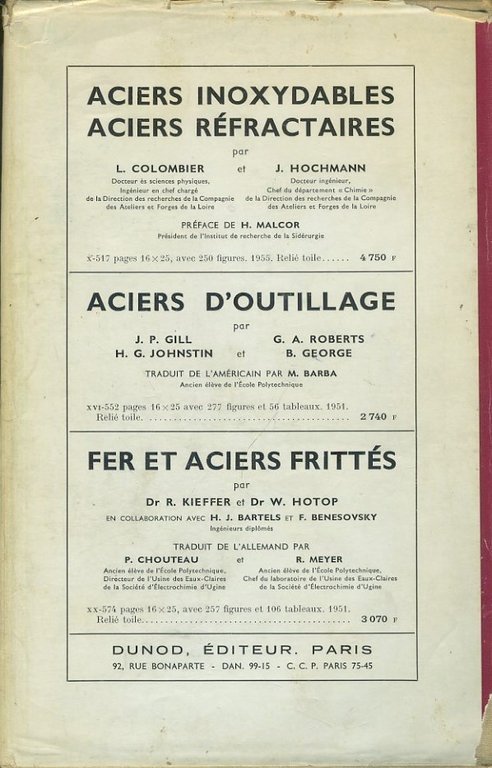 ACIERS INOXYDABLES
ACIERS RÉFRACTAIRES
par
L. COLOMBIER et J. HOCHMANN
Docteur ès sciences physiques, Docteur ingénieur,
Ingénieur en chef chargé Chef du département « Chimie »
de la Direction des recherches de la Compagnie de la Direction des recherches de la Compagnie
des Ateliers et Forges de la Loire des Ateliers et Forges de la Loire
PRÉFACE DE H. MALCOR
Président de l'Institut de recherche de la Sidérurgie
x-517 pages 16 × 25, avec 250 figures. 1955. Relié toile...... 4 750 F
ACIERS D'OUTILLAGE
par
J. P. GILL G. A. ROBERTS
H. G. JOHNSTIN et B. GEORGE
TRADUIT DE L'AMÉRICAIN PAR M. BARBA
Ancien élève de l'École Polytechnique
XVI-552 pages 16 × 25 avec 277 figures et 56 tableaux. 1951.
Relié toile. .......................................... 2 740 F
FER ET ACIERS FRITTÉS
par
Dr R. KIEFFER et Dr W. HOTOP
EN COLLABORATION AVEC H. J. BARTELS ET F. BENESOVSKY
Ingénieurs diplômés
TRADUIT DE L'ALLEMAND PAR
P. CHOUTEAU et R. MEYER
Ancien élève de l'École Polytechnique, Ancien élève de l'École Polytechnique,
Directeur de l'Usine des Eaux-Claires Chef du laboratoire de l'Usine des Eaux-Claires
de la Société d'Électrochimie d'Ugine de la Société d'Électrochimie d'Ugine
XX-574 pages 16 × 25, avec 257 figures et 106 tableaux. 1951.
Relié toile.......................................... 3 070 F
DUNOD, ÉDITEUR. PARIS
92, RUE BONAPARTE - DAN. 99-15 - C. C. P. PARIS 75-45